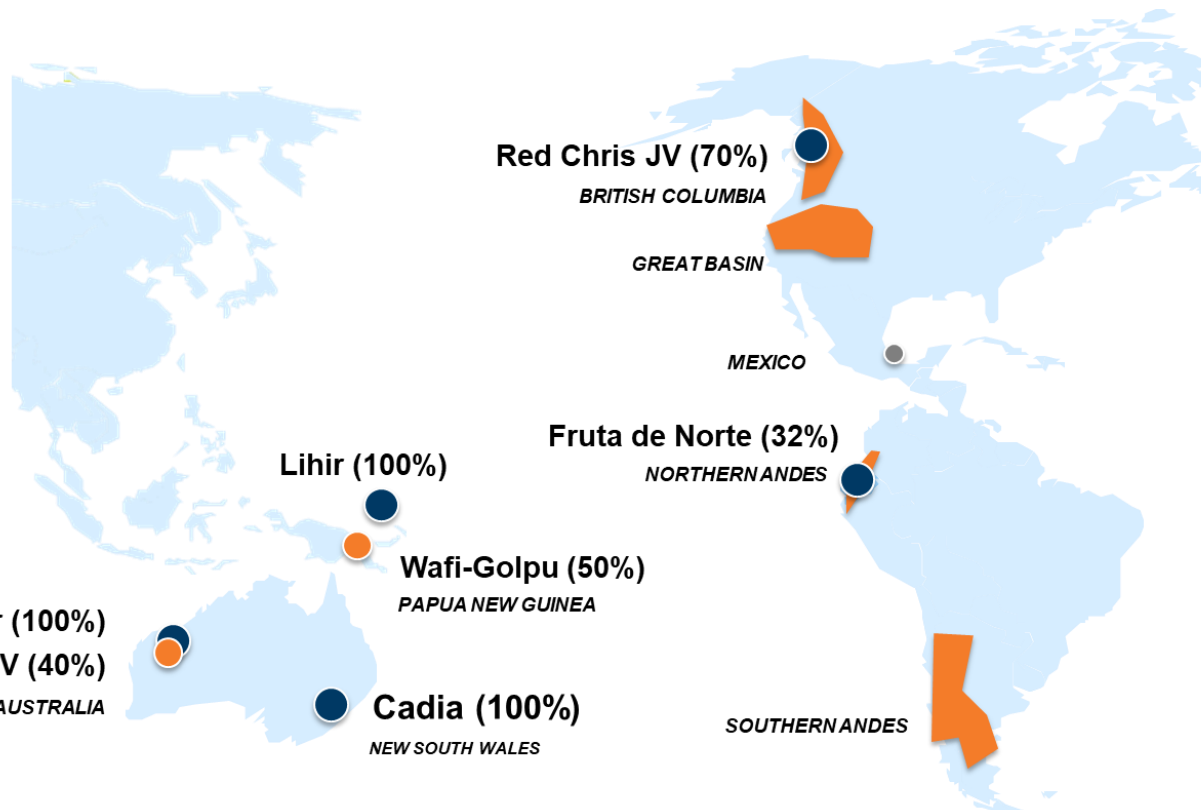 Red Chris JV (70%)
BRITISH COLUMBIA
GREAT BASIN
MEXICO
Fruta de Norte (32%)
NORTHERN ANDES
Lihir (100%)
Wafi-Golpu (50%)
PAPUA NEW GUINEA
(100%)
(40%)
AUSTRALIA
Cadia (100%)
NEW SOUTH WALES
SOUTHERN ANDES